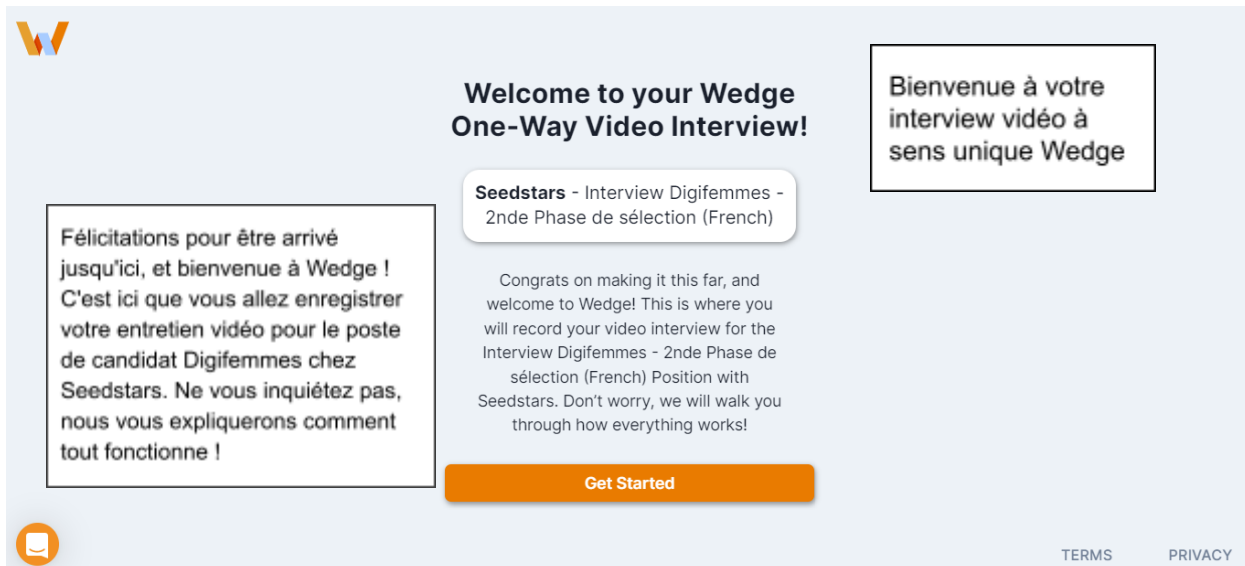 Welcome to your Wedge
One-Way Video Interview!
Bienvenue à votre
interview vidéo à
sens unique Wedge
Seedstars - Interview Digifemmes -
2nde Phase de sélection (French)
Félicitations pour être arrivé
jusqu'ici, et bienvenue à Wedge !
C'est ici que vous allez enregistrer
votre entretien vidéo pour le poste
de candidat Digifemmes chez
Seedstars. Ne vous inquiétez pas,
nous vous expliquerons comment
tout fonctionne !
Congrats on making it this far, and
welcome to Wedge! This is where you
will record your video interview for the
Interview Digifemmes - 2nde Phase de
sélection (French) Position with
Seedstars. Don’t worry, we will walk you
through how everything works!
Get Started
TERMS
PRIVACY